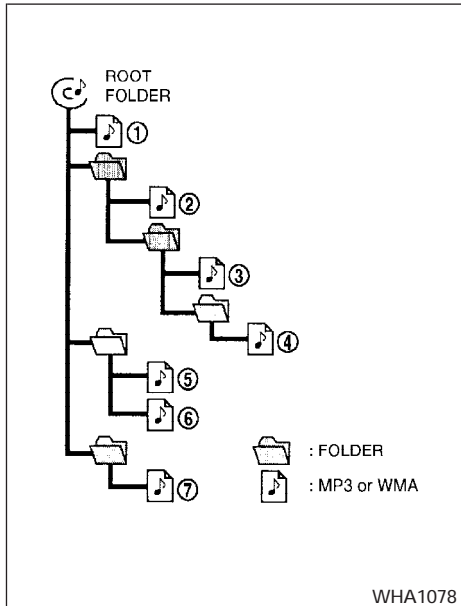 ROOT
FOLDER
①
②
③
④
⑤
⑥
⑦
: FOLDER
: MP3 or WMA
WHA1078